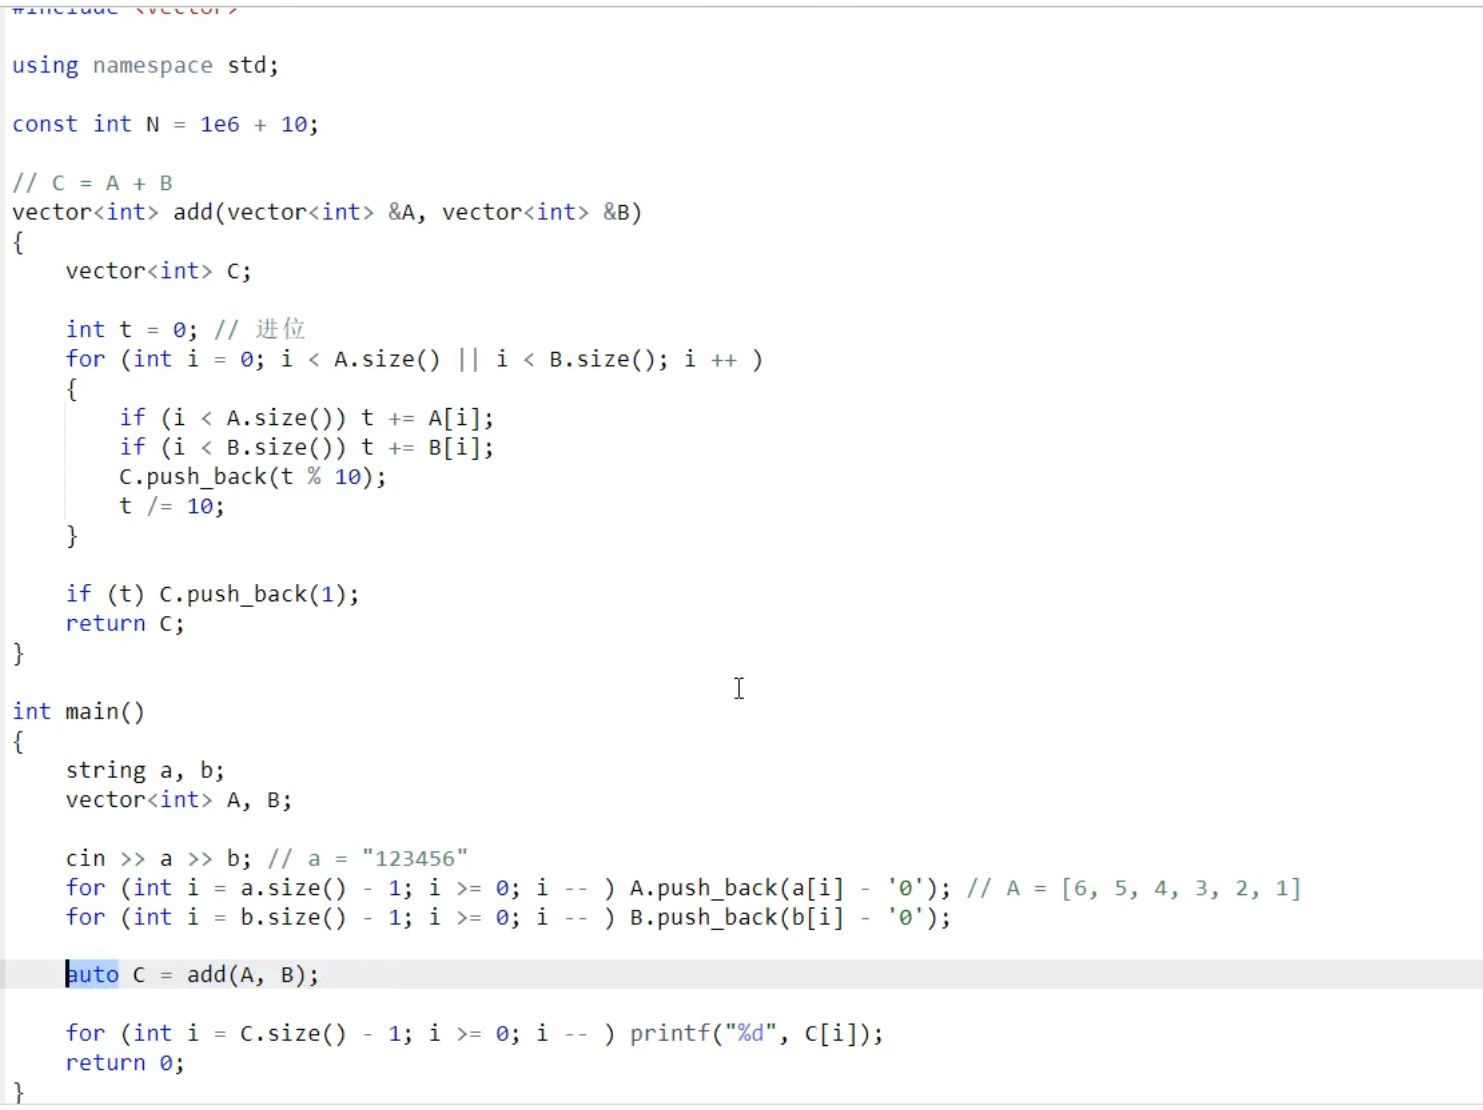 #include <vector>
using namespace std;
const int N = 1e6 + 10;
// C = A + B
vector<int> add(vector<int> &A, vector<int> &B)
{
    vector<int> C;
    int t = 0; // 进位
    for (int i = 0; i < A.size() || i < B.size(); i ++ )
    {
        if (i < A.size()) t += A[i];
        if (i < B.size()) t += B[i];
        C.push_back(t % 10);
        t /= 10;
    }
    if (t) C.push_back(1);
    return C;
}
int main()
{
    string a, b;
    vector<int> A, B;
    cin >> a >> b; // a = "123456"
    for (int i = a.size() - 1; i >= 0; i -- ) A.push_back(a[i] - '0'); // A = [6, 5, 4, 3, 2, 1]
    for (int i = b.size() - 1; i >= 0; i -- ) B.push_back(b[i] - '0');
    auto C = add(A, B);
    for (int i = C.size() - 1; i >= 0; i -- ) printf("%d", C[i]);
    return 0;
}